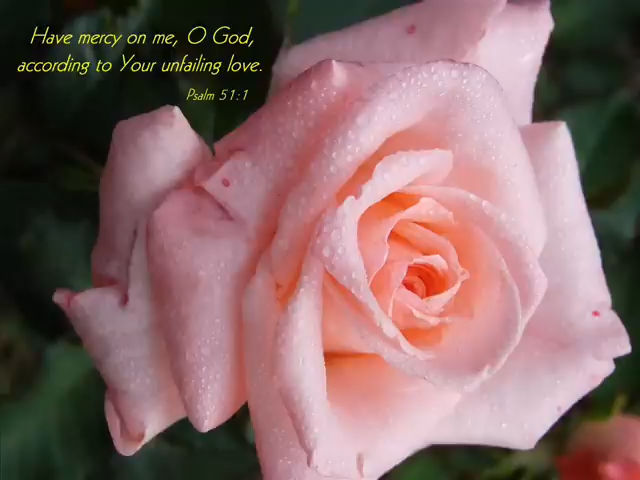 Have mercy on me, O God,
according to Your unfailing love.
Psalm 51:1